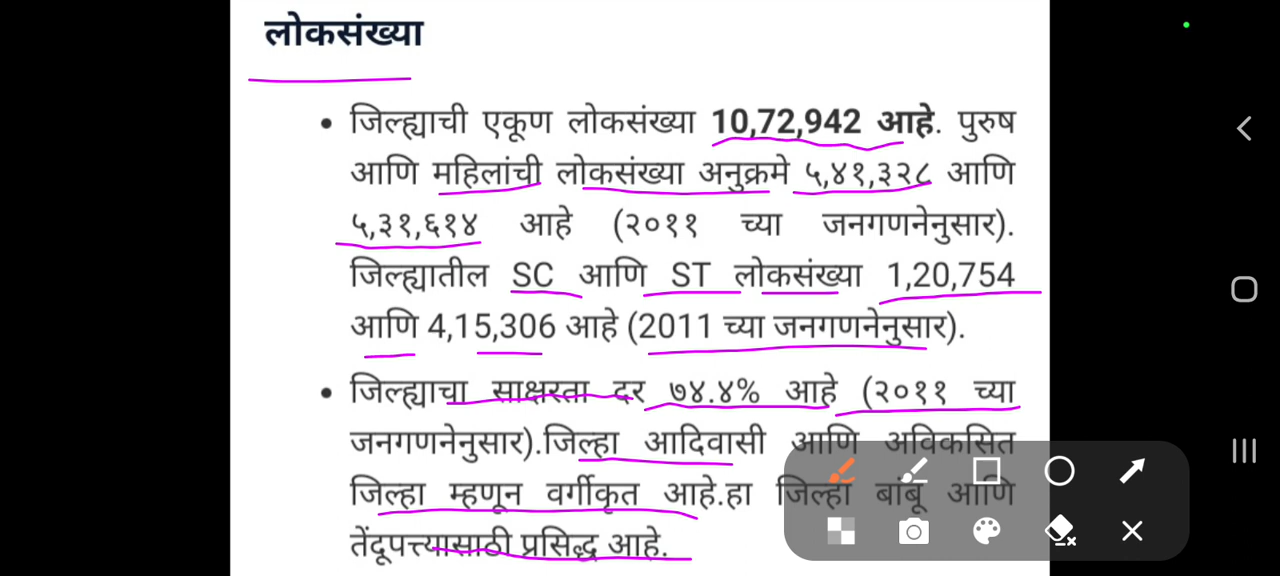 लोकसंख्या
• जिल्ह्याची एकूण लोकसंख्या 10,72,942 आहे. पुरुष
आणि महिलांची लोकसंख्या अनुक्रमे ५,४१,३२८ आणि
५,३१,६१४ आहे (२०११ च्या जनगणनेनुसार).
जिल्ह्यातील SC आणि ST लोकसंख्या 1,20,754
आणि 4,15,306 आहे (2011 च्या जनगणनेनुसार).
• जिल्ह्याचा साक्षरता दर ७४.४% आहे (२०११ च्या
जनगणनेनुसार).जिल्हा आदिवासी आणि अविकसित
जिल्हा म्हणून वर्गीकृत आहे.हा जिल्हा बांबू आणि
तेंदूपत्त्यासाठी प्रसिद्ध आहे.